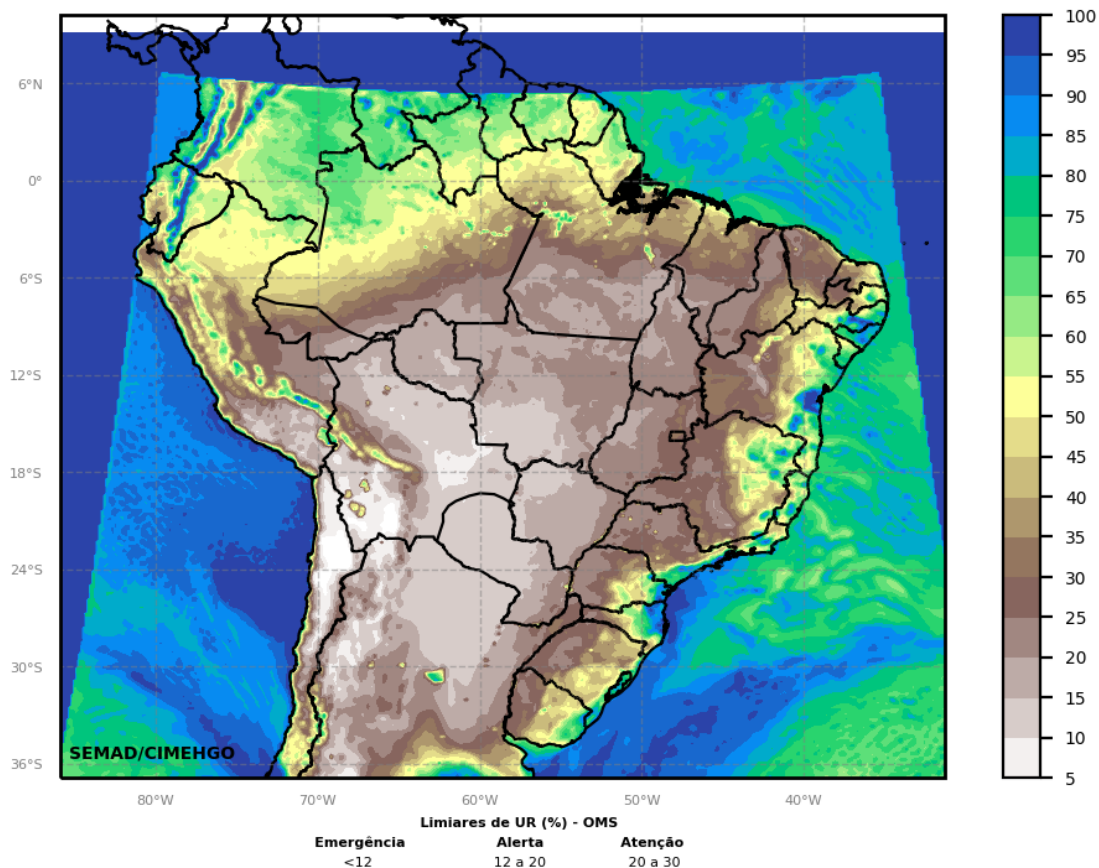 100
95
90
85
80
75
70
65
60
55
50
45
40
35
30
25
20
15
10
5
6°N
0°
6°S
12°S
18°S
24°S
30°S
36°S
SEMAD/CIMEHGO
80°W 70°W 60°W 50°W 40°W
Limiares de UR (%) - OMS
Emergência Alerta Atenção
<12 12 a 20 20 a 30